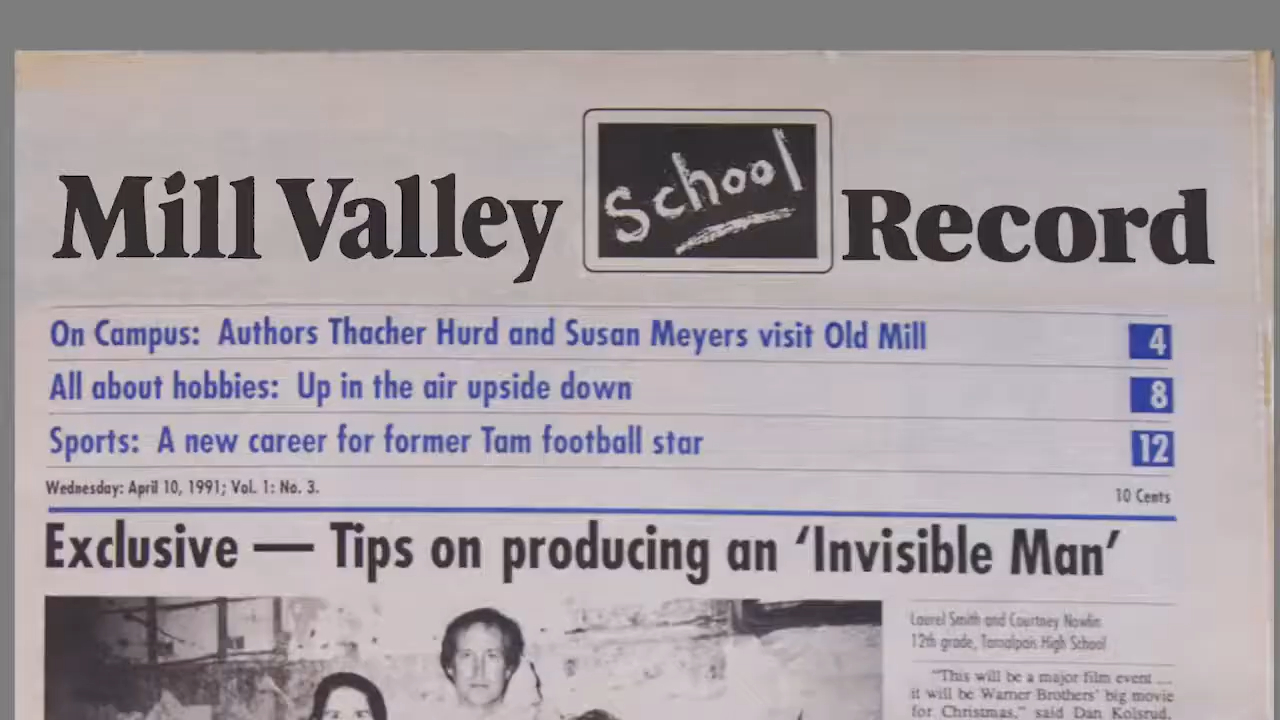 Mill Valley School Record
On Campus: Authors Thacher Hurd and Susan Meyers visit Old Mill 4
All about hobbies: Up in the air upside down 8
Sports: A new career for former Tam football star 12
Wednesday: April 10, 1991; Vol. 1: No. 3. 10 Cents
Exclusive — Tips on producing an ‘Invisible Man’
Laurel Smith and Courtney Nowlin
12th grade, Tamalpais High School
“This will be a major film event ...
it will be Warner Brothers’ big movie
for Christmas,” said Dan Kolsrud,